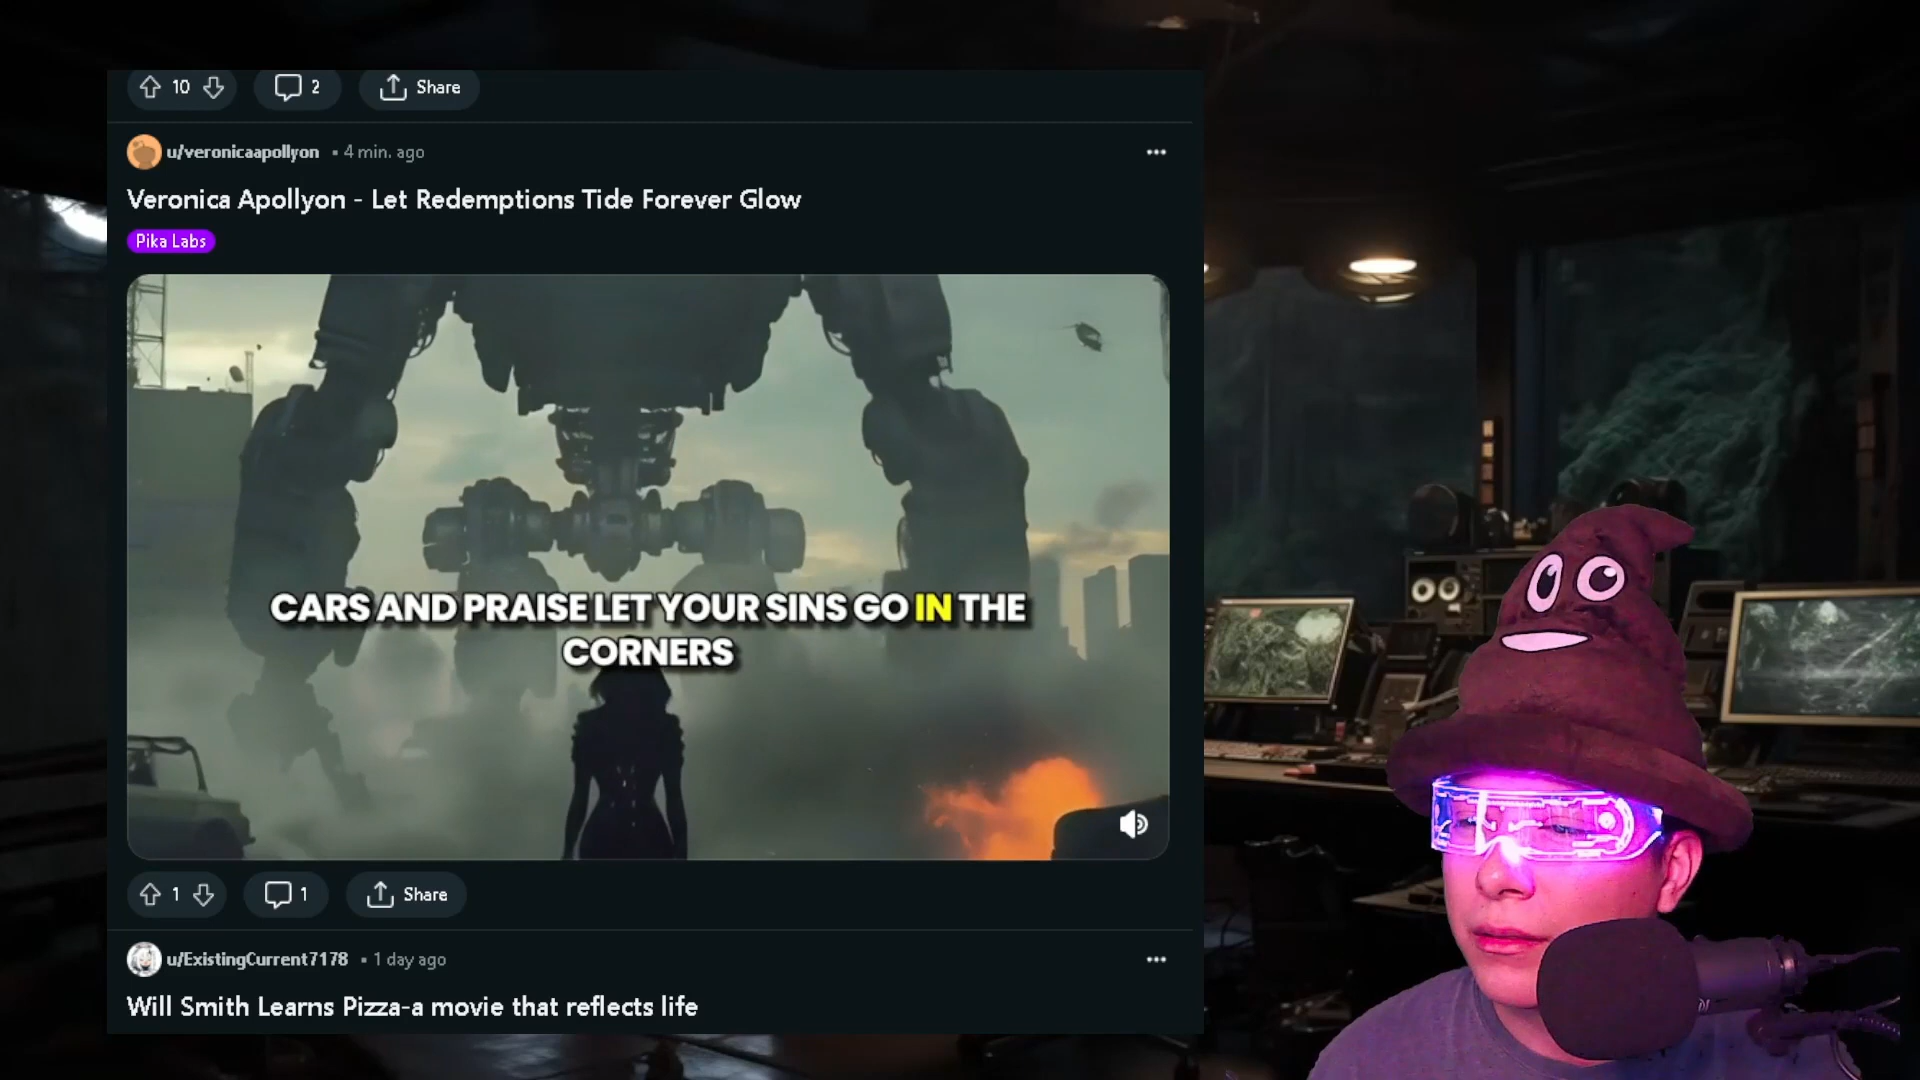 10
2
Share
u/veronicaapollyon • 4 min. ago
Veronica Apollyon - Let Redemptions Tide Forever Glow
Pika Labs
CARS AND PRAISE LET YOUR SINS GO IN THE
CORNERS
1
1
Share
u/ExistingCurrent7178 • 1 day ago
Will Smith Learns Pizza-a movie that reflects life